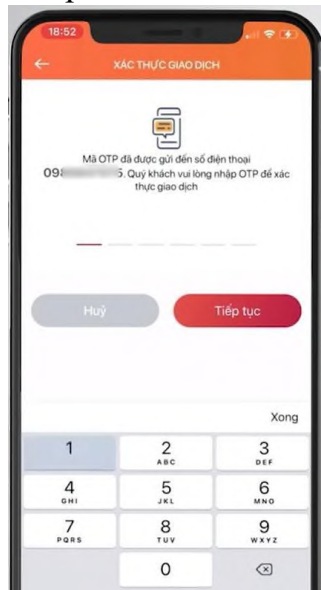 18:52
XÁC THỰC GIAO DỊCH
Mã OTP đã được gửi đến số điện thoại
09 5. Quý khách vui lòng nhập OTP để xác
thực giao dịch
Huỷ
Tiếp tục
Xong
1
2
ABC
3
DEF
4
GHI
5
JKL
6
MNO
7
PQRS
8
TUV
9
WXYZ
0